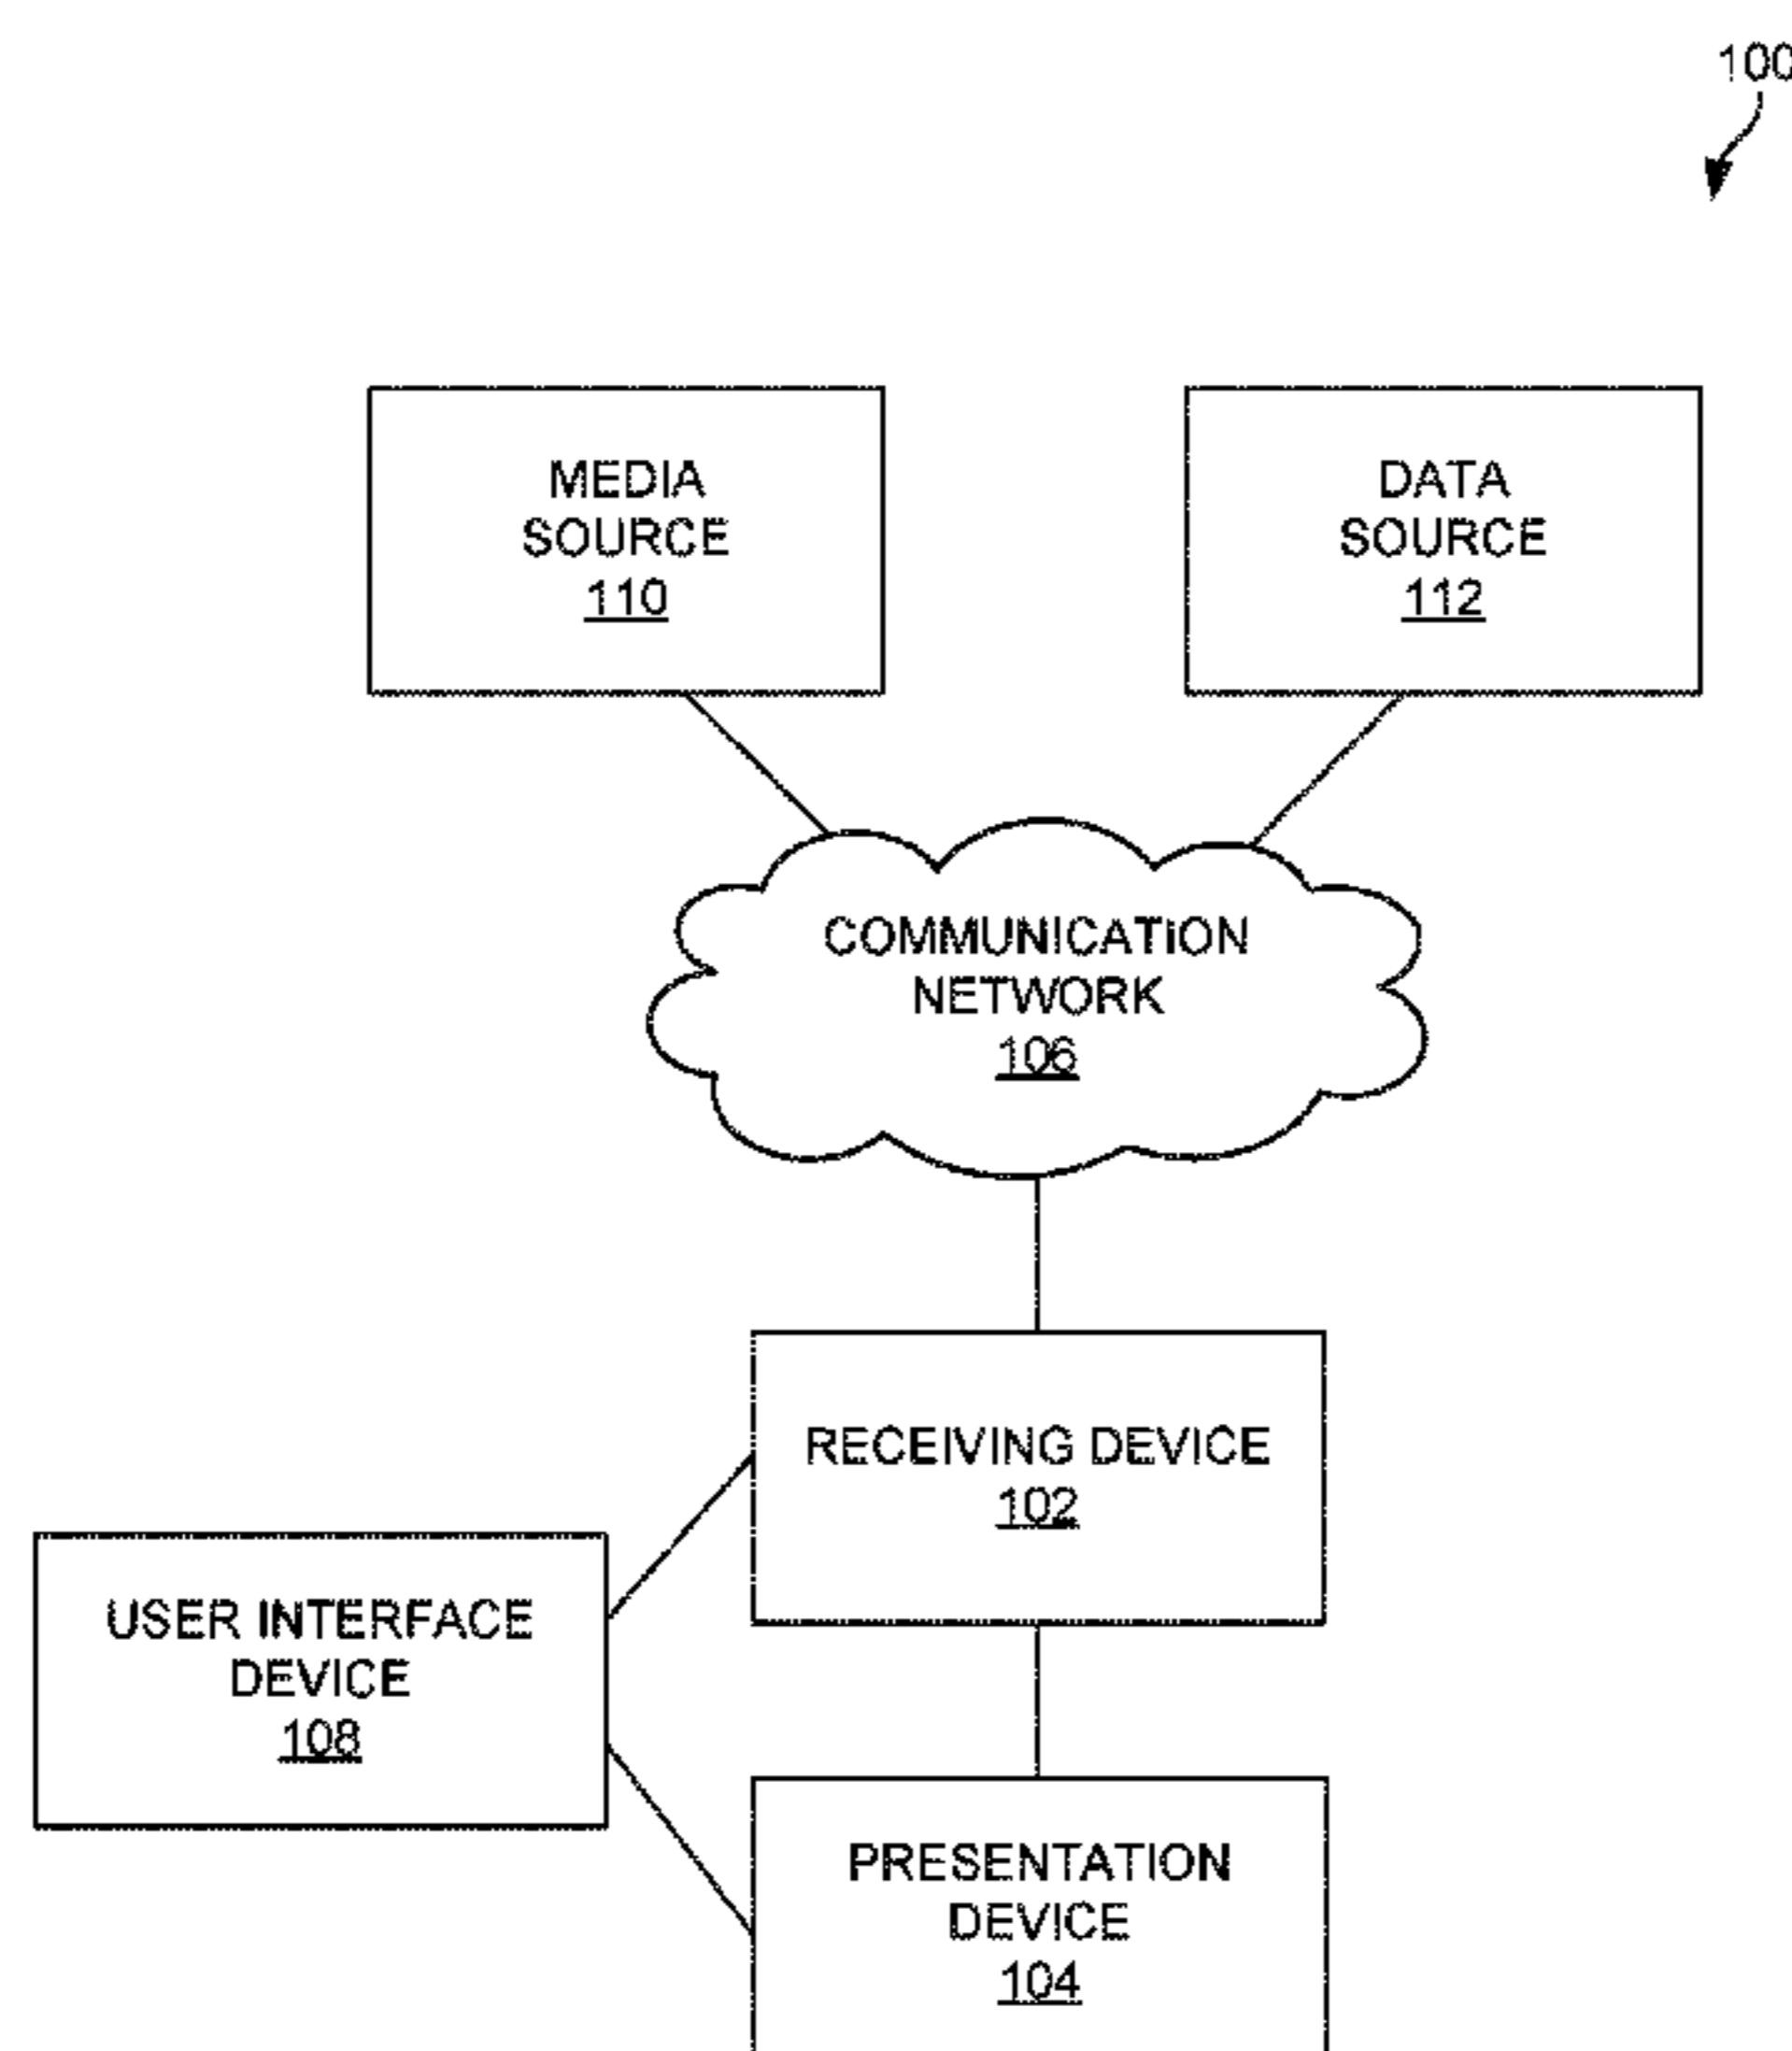 100
MEDIA
SOURCE
110
DATA
SOURCE
112
COMMUNICATION
NETWORK
106
RECEIVING DEVICE
102
USER INTERFACE
DEVICE
108
PRESENTATION
DEVICE
104